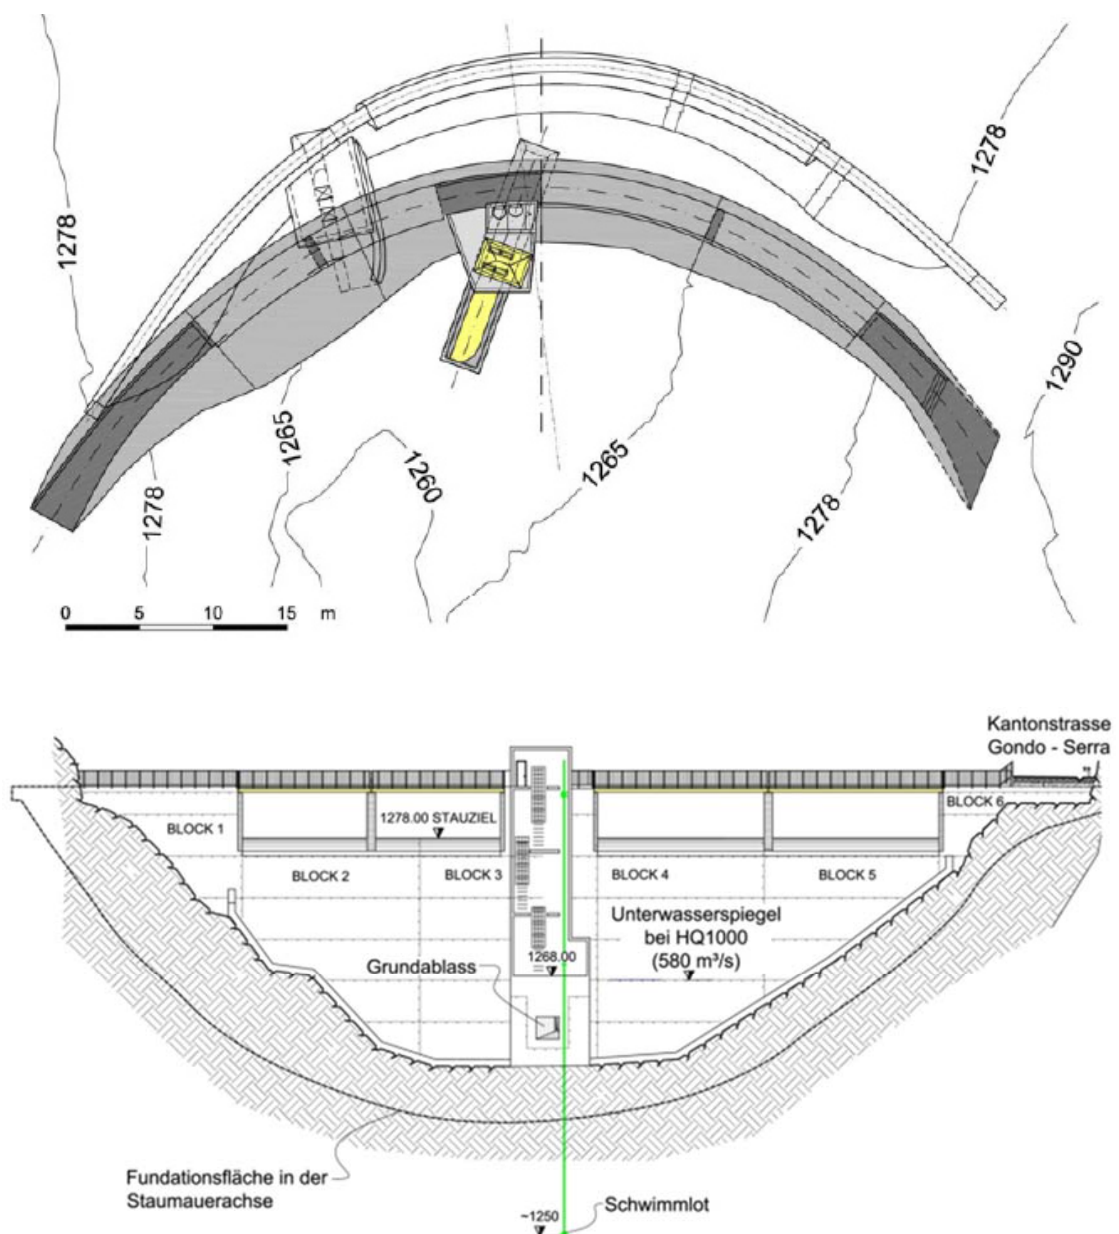 1278
1278
1290
1278
1265
1260
1265
1278
0 5 10 15 m
Kantonstrasse
Gondo - Serra
BLOCK 6
BLOCK 1
1278.00 STAUZIEL
BLOCK 2
BLOCK 3
BLOCK 4
BLOCK 5
Unterwasserspiegel
bei HQ1000
(580 m³/s)
1268.00
Grundablass
Fundationsfläche in der
Staumauerachse
Schwimmlot
~1250